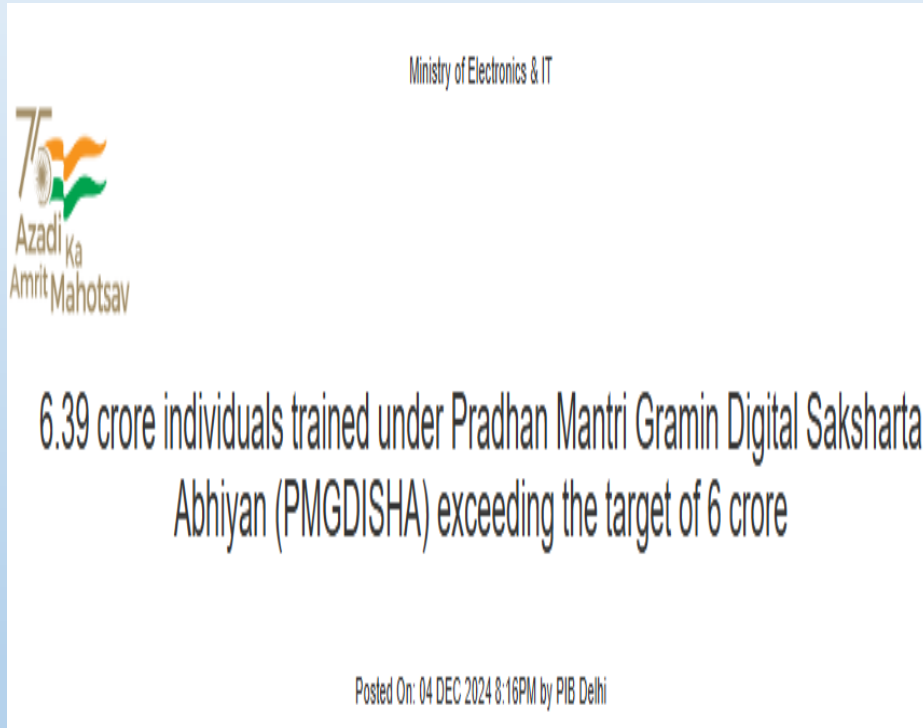 Ministry of Electronics & IT
75
Azadi Ka
Amrit Mahotsav
6.39 crore individuals trained under Pradhan Mantri Gramin Digital Saksharta
Abhiyan (PMGDISHA) exceeding the target of 6 crore
Posted On: 04 DEC 2024 8:16PM by PIB Delhi